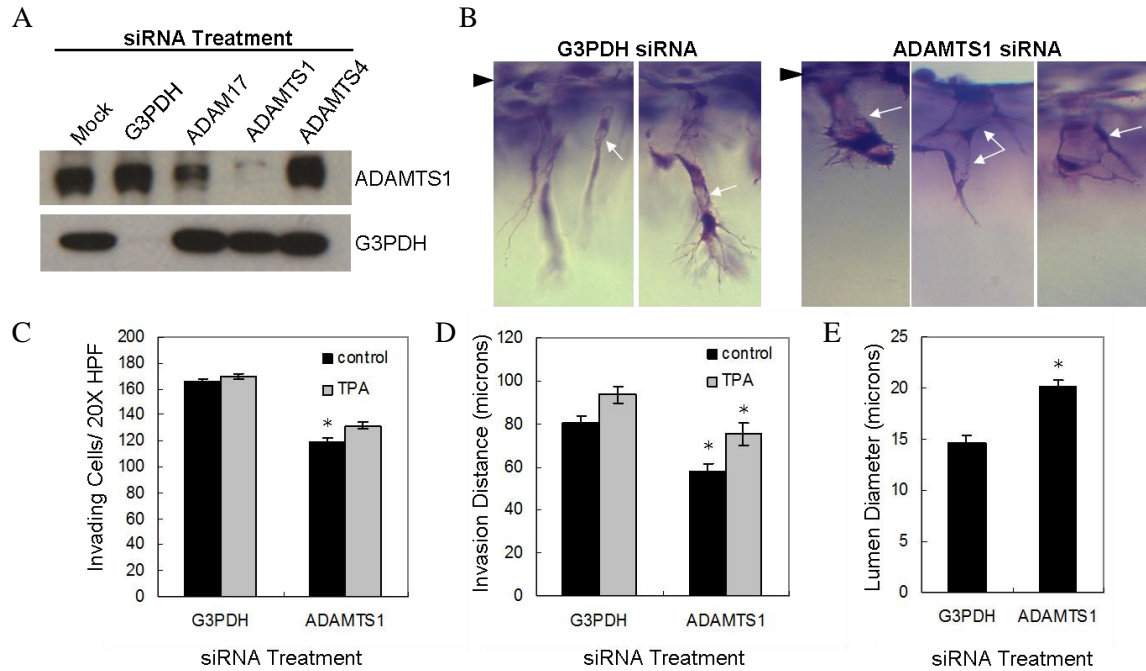 A
siRNA Treatment
Mock
G3PDH
ADAM17
ADAMTS1
ADAMTS4
ADAMTS1
G3PDH
B
G3PDH siRNA
ADAMTS1 siRNA
C
Invading Cells/ 20X HPF
200
180
160
140
120
100
80
60
40
20
0
control
TPA
*
G3PDH
ADAMTS1
siRNA Treatment
D
Invasion Distance (microns)
120
100
80
60
40
20
0
control
TPA
*
*
G3PDH
ADAMTS1
siRNA Treatment
E
Lumen Diameter (microns)
25
20
15
10
5
0
*
G3PDH
ADAMTS1
siRNA Treatment